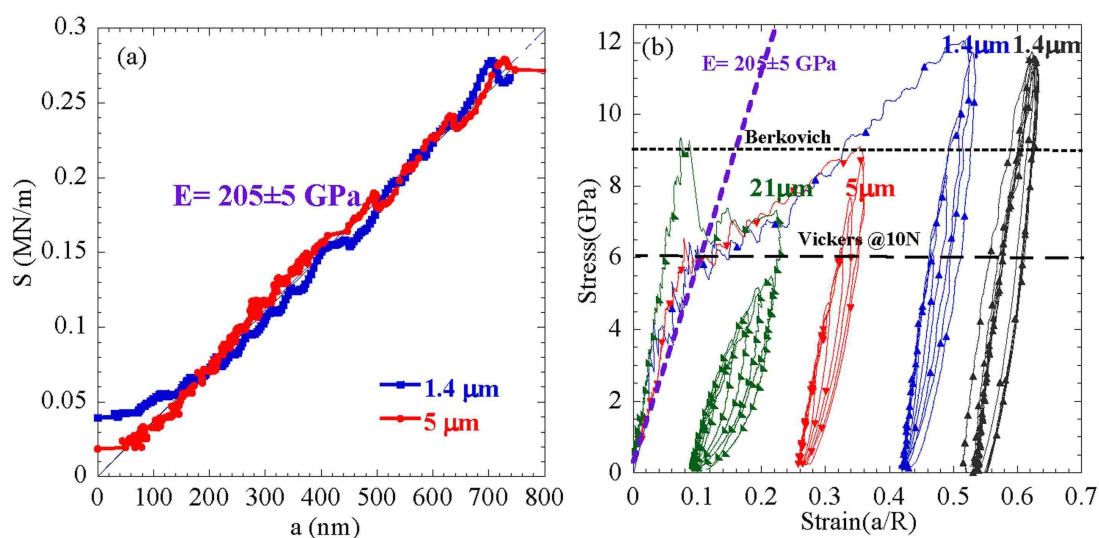 (a)
S (MN/m)
0.3
0.25
0.2
0.15
0.1
0.05
0
E= 205±5 GPa
1.4 µm
5 µm
0 100 200 300 400 500 600 700 800
a (nm)
(b)
Stress(GPa)
12
10
8
6
4
2
0
E= 205±5 GPa
1.4µm 1.4µm
Berkovich
21µm
5µm
Vickers @10N
0 0.1 0.2 0.3 0.4 0.5 0.6 0.7
Strain(a/R)